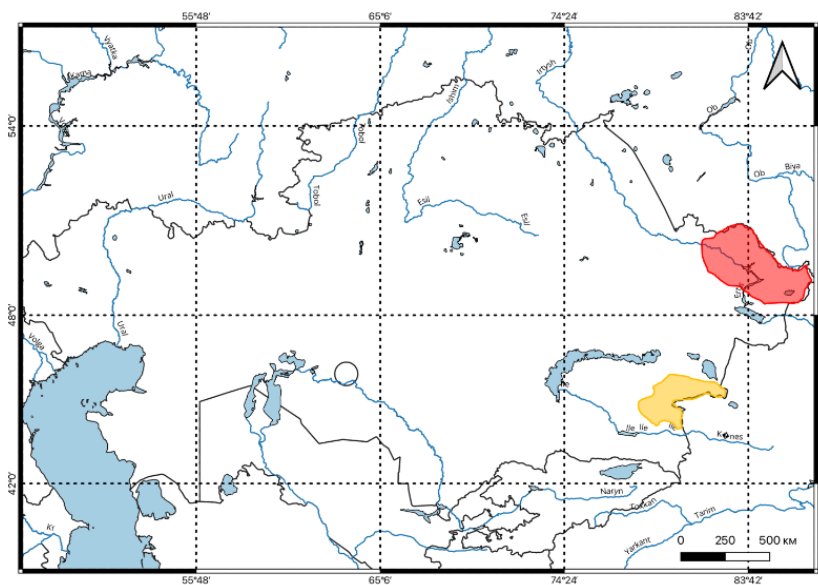 55°48' 65°6' 74°24' 83°42'
Vyatka
Kama
Irtysh
Ob
Ishim
Ob
54°0'
Tobol
Ob Biya
Ural
Tobol
Esil
Esil
48°0'
Ural
Volga
Ile Ile
K�nes
42°0'
Naryn
Tarim
Yarkant
0 250 500 км
55°48' 65°6' 74°24' 83°42'